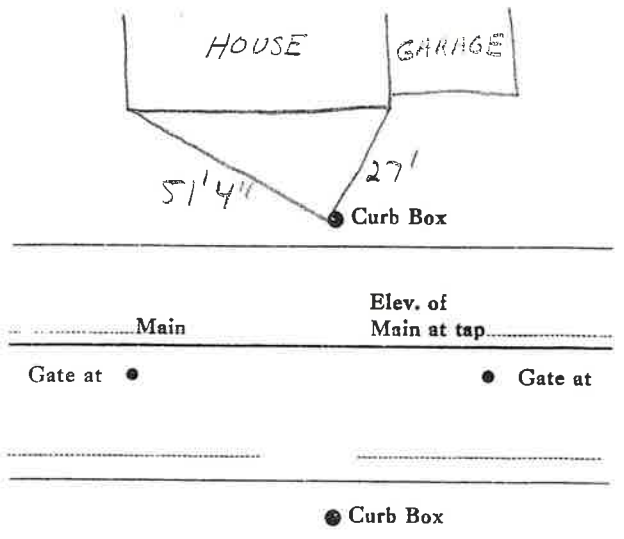 HOUSE GARAGE
51'4" 27'
Curb Box
Elev. of
Main Main at tap
Gate at Gate at
Curb Box